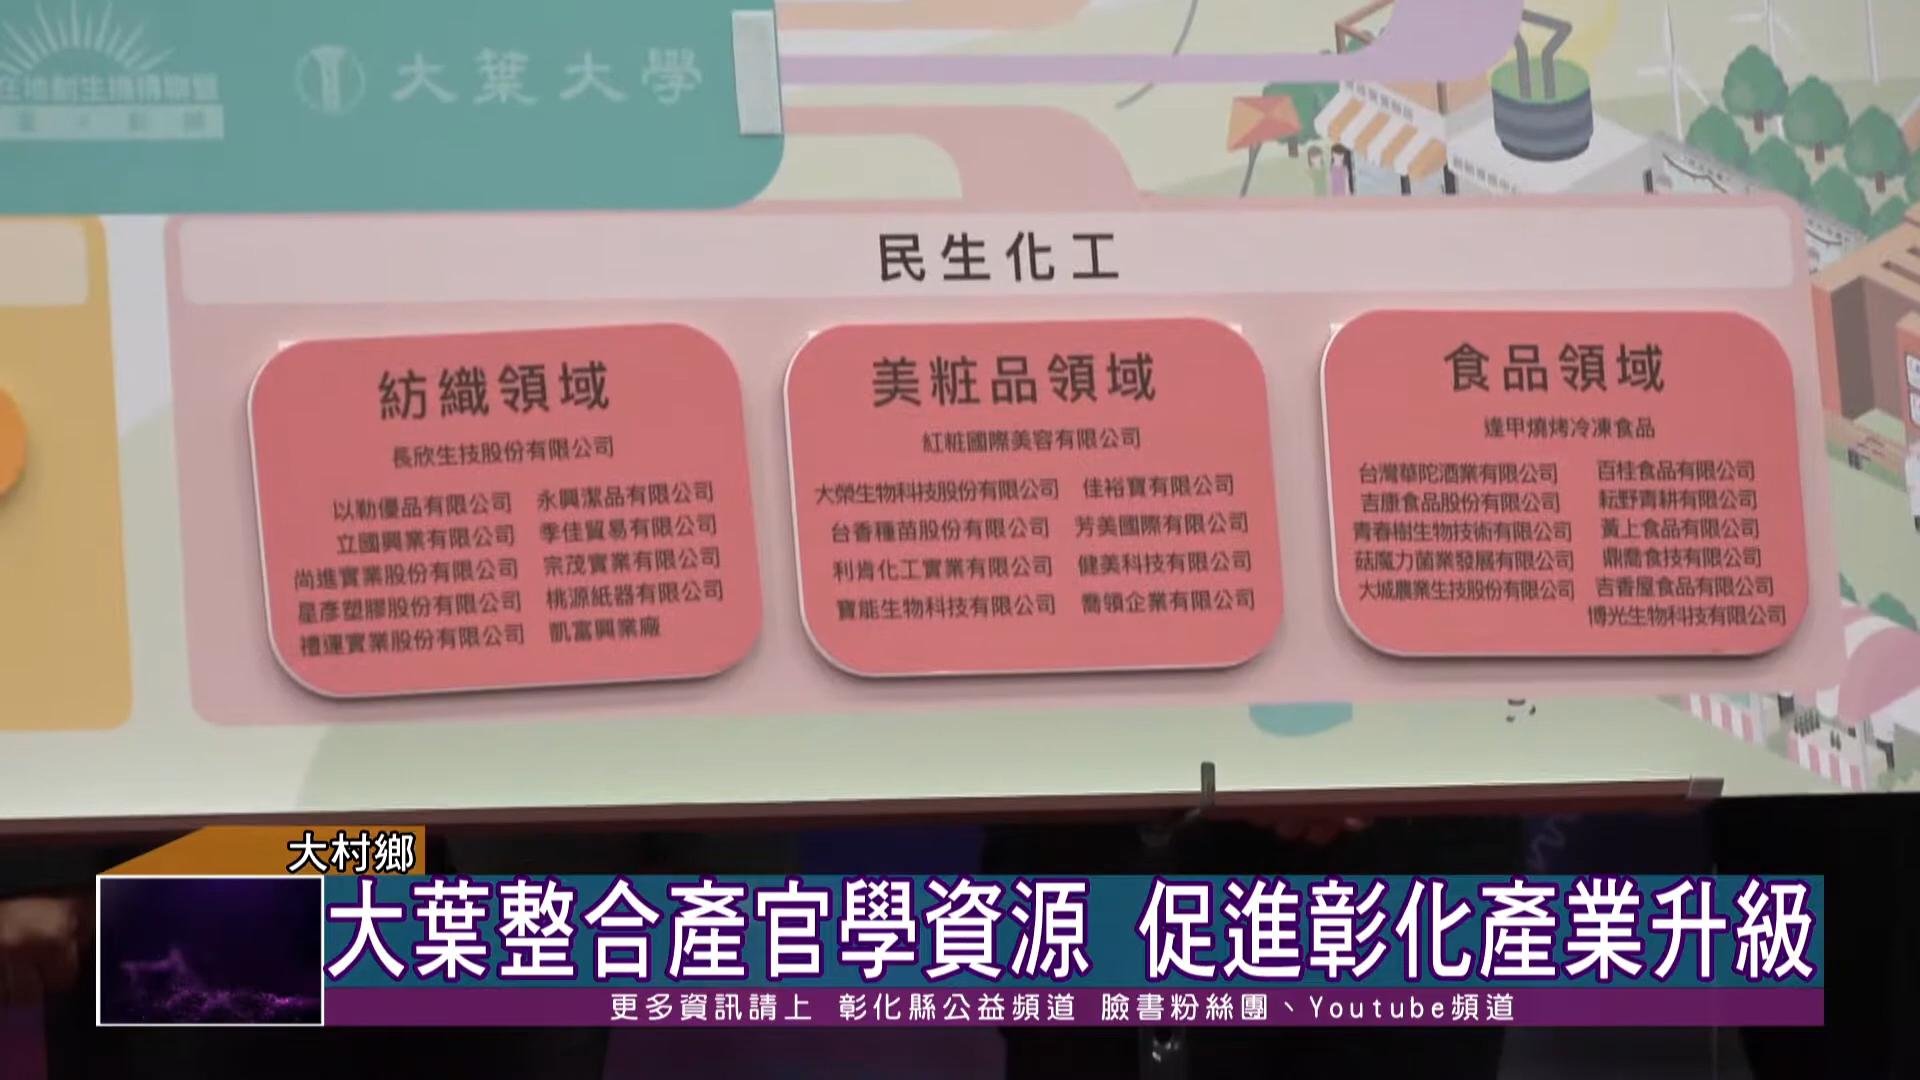 大葉大學
民生化工
紡織領域
長欣生技股份有限公司
以勒優品有限公司 永興潔品有限公司
立國興業有限公司 季佳貿易有限公司
尚進實業股份有限公司 宗茂實業有限公司
星彥塑膠股份有限公司 桃源紙器有限公司
禮運實業股份有限公司 凱富興業廠
美粧品領域
紅粧國際美容有限公司
大榮生物科技股份有限公司 佳裕寶有限公司
台香種苗股份有限公司 芳美國際有限公司
利肯化工實業有限公司 健美科技有限公司
寶能生物科技有限公司 喬領企業有限公司
食品領域
逢甲燒烤冷凍食品
台灣華陀酒業有限公司 百桂食品有限公司
吉康食品股份有限公司 耘野青耕有限公司
青春樹生物技術有限公司 黃上食品有限公司
菇魔力菌業發展有限公司 鼎喬食技有限公司
大城農業生技股份有限公司 吉香屋食品有限公司
博光生物科技有限公司
大村鄉
大葉整合產官學資源 促進彰化產業升級
更多資訊請上 彰化縣公益頻道 臉書粉絲團、Youtube頻道